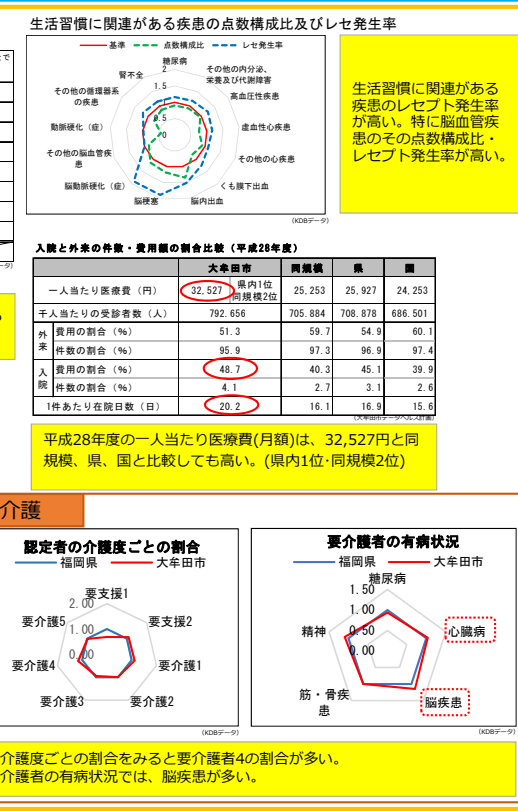 生活習慣に関連がある疾患の点数構成比及びレセ発生率
基準 点数構成比 レセ発生率
糖尿病
その他の内分泌、
栄養及び代謝障害
高血圧性疾患
虚血性心疾患
その他の心疾患
くも膜下出血
脳内出血
脳梗塞
脳動脈硬化（症）
その他の脳血管疾
患
動脈硬化（症）
その他の循環器系
の疾患
腎不全
2
1.5
0.5
0
(KDBデータ)
生活習慣に関連がある
疾患のレセプト発生率
が高い。特に脳血管疾
患のその点数構成比・
レセプト発生率が高い。
入院と外来の件数・費用額の割合比較（平成28年度）
大牟田市 同規模 県 国
一人当たり医療費（円） 32,527 県内1位 同規模2位 25,253 25,927 24,253
千人当たりの受診者数（人） 792.656 705.884 708.878 686.501
外来 費用の割合（%） 51.3 59.7 54.9 60.1
件数の割合（%） 95.9 97.3 96.9 97.4
入院 費用の割合（%） 48.7 40.3 45.1 39.9
件数の割合（%） 4.1 2.7 3.1 2.6
1件あたり在院日数（日） 20.2 16.1 16.9 15.6
(大牟田市データヘルス計画)
平成28年度の一人当たり医療費(月額)は、32,527円と同
規模、県、国と比較しても高い。(県内1位･同規模2位)
介護
認定者の介護度ごとの割合
福岡県 大牟田市
要支援1
要支援2
要介護1
要介護2
要介護3
要介護4
要介護5
2.00
1.00
0.00
(KDBデータ)
要介護者の有病状況
福岡県 大牟田市
糖尿病
心臓病
脳疾患
筋・骨疾
患
精神
1.50
1.00
0.50
0.00
(KDBデータ)
介護度ごとの割合をみると要介護者4の割合が多い。
介護者の有病状況では、脳疾患が多い。